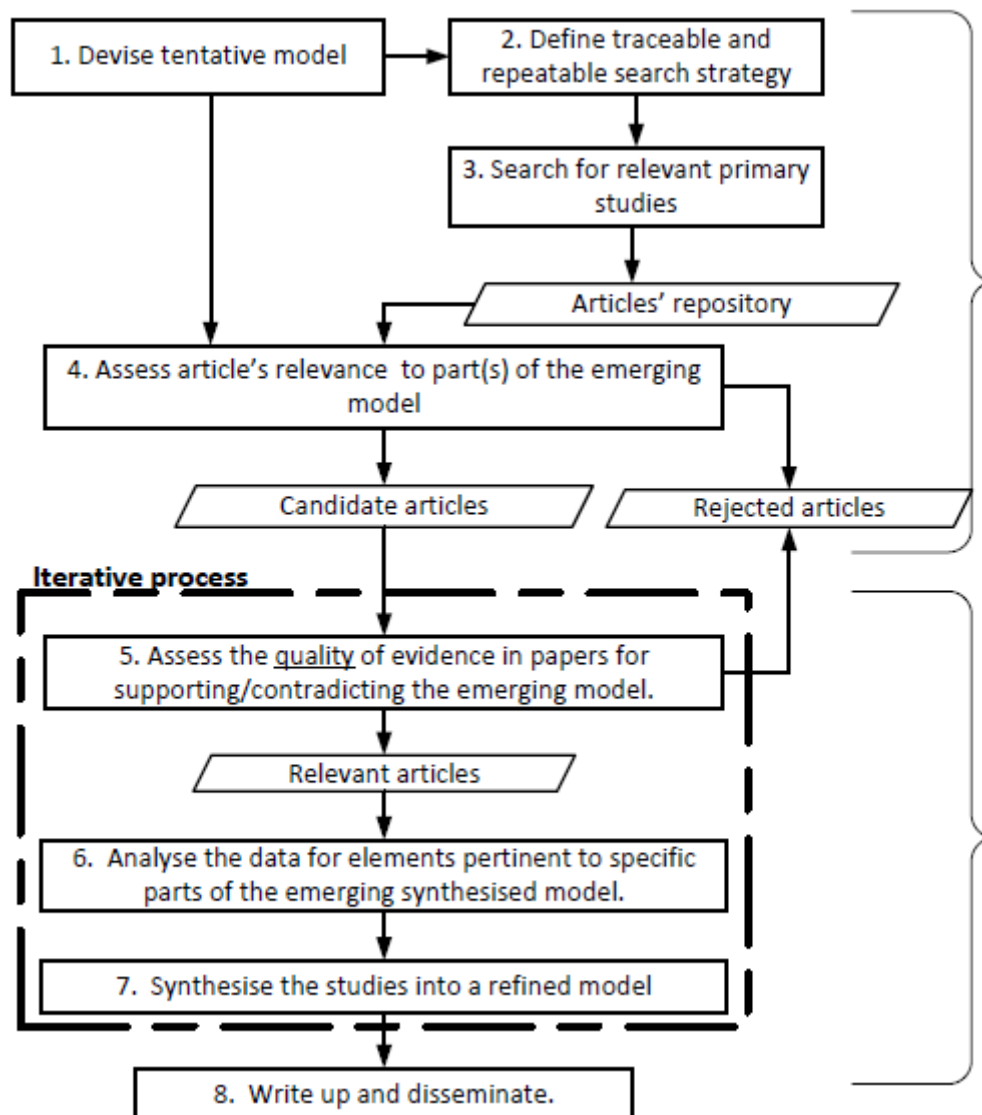 1. Devise tentative model
2. Define traceable and
repeatable search strategy
3. Search for relevant primary
studies
Articles' repository
4. Assess article's relevance to part(s) of the emerging
model
Candidate articles
Rejected articles
Iterative process
5. Assess the quality of evidence in papers for
supporting/contradicting the emerging model.
Relevant articles
6. Analyse the data for elements pertinent to specific
parts of the emerging synthesised model.
7. Synthesise the studies into a refined model
8. Write up and disseminate.